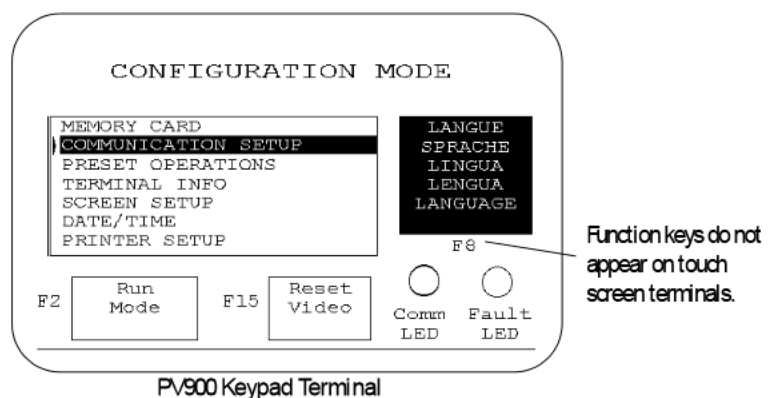 CONFIGURATION MODE
MEMORY CARD
COMMUNICATION SETUP
PRESET OPERATIONS
TERMINAL INFO
SCREEN SETUP
DATE/TIME
PRINTER SETUP
LANGUE
SPRACHE
LINGUA
LENGUA
LANGUAGE
F8
Function keys do not
appear on touch
screen terminals.
F2
Run
Mode
F15
Reset
Video
Comm
LED
Fault
LED
PV900 Keypad Terminal